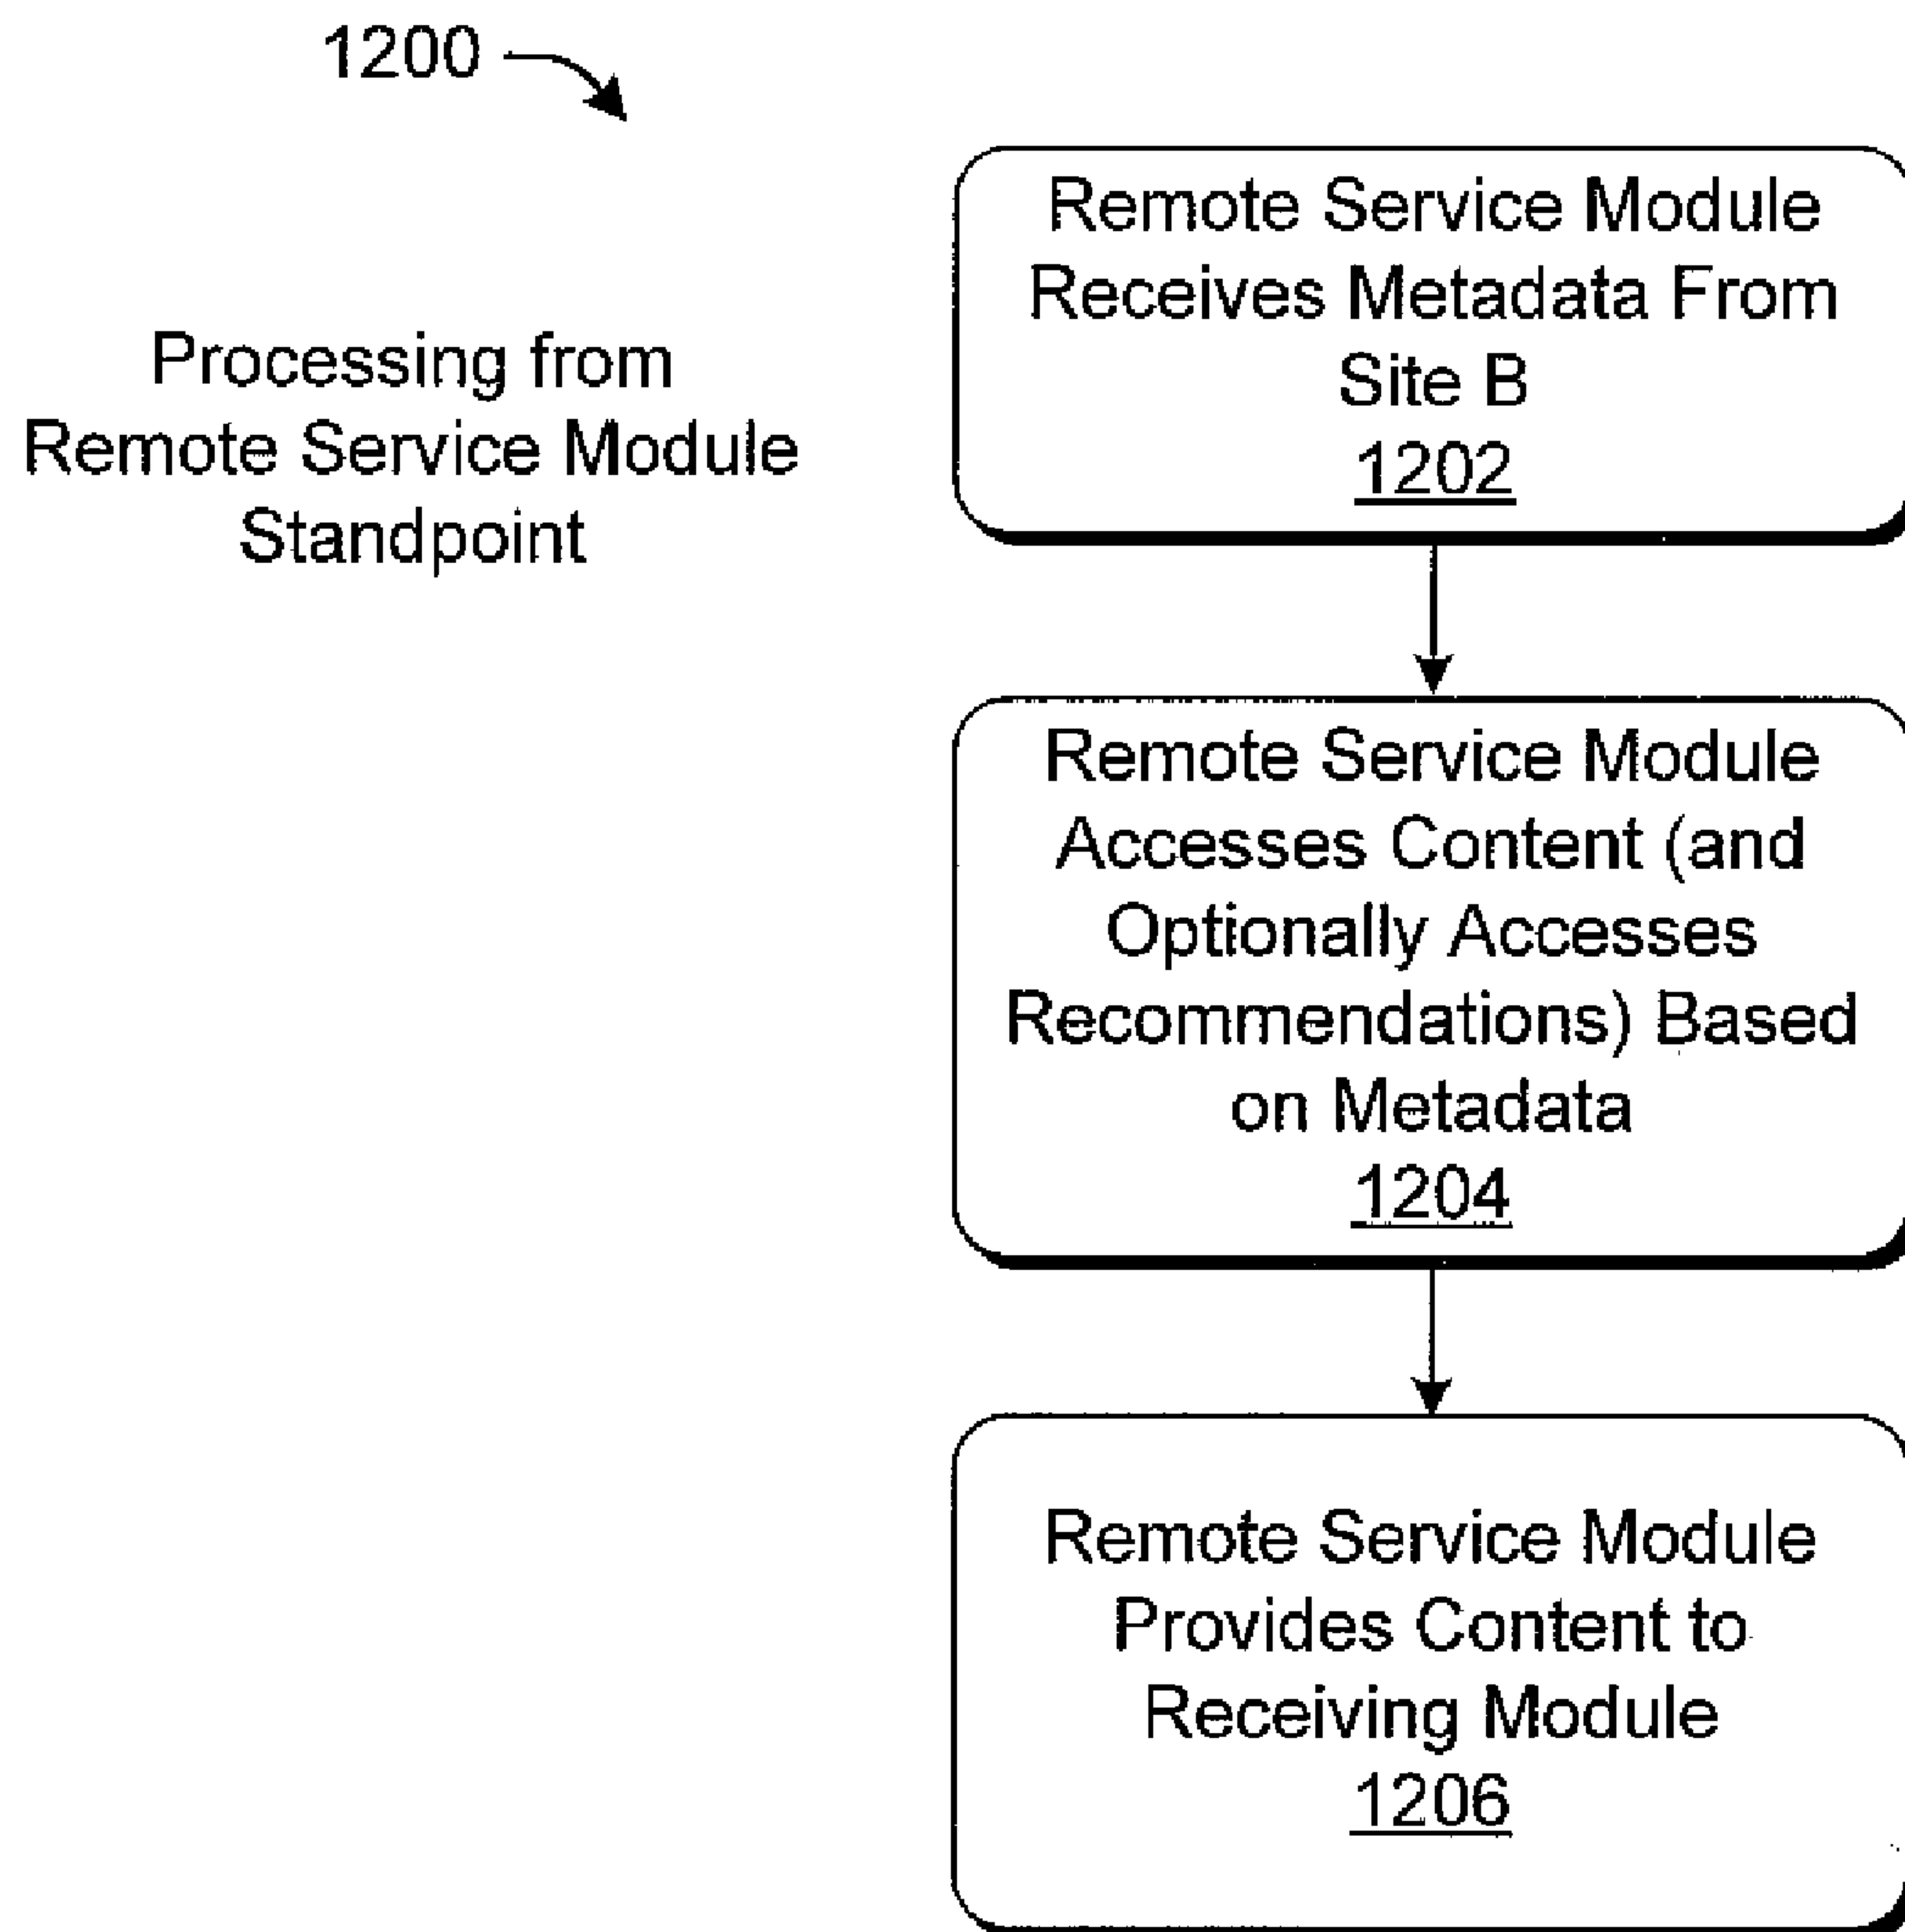 1200
Processing from
Remote Service Module
Standpoint
Remote Service Module
Receives Metadata From
Site B
1202
Remote Service Module
Accesses Content (and
Optionally Accesses
Recommendations) Based
on Metadata
1204
Remote Service Module
Provides Content to
Receiving Module
1206